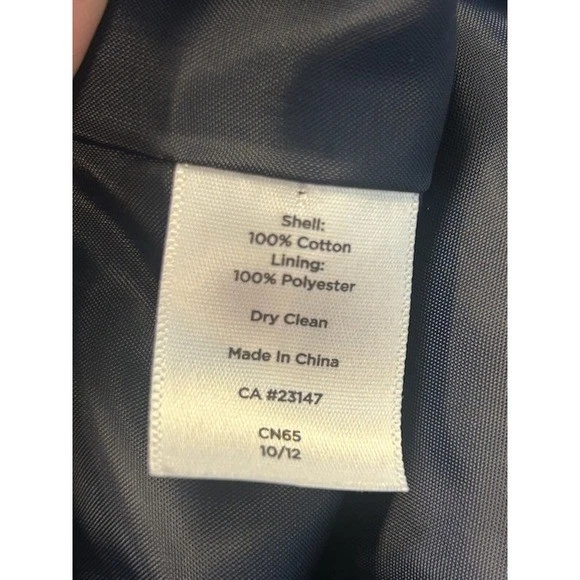 Shell:
100% Cotton
Lining:
100% Polyester
Dry Clean
Made In China
CA #23147
CN65
10/12